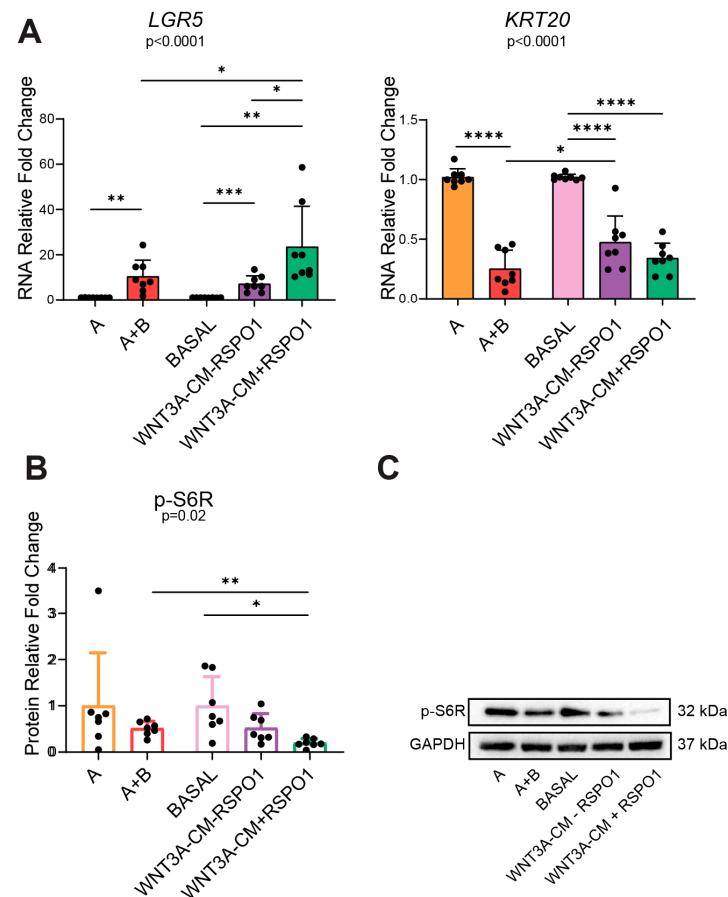 A
LGR5
p<0.0001
RNA Relative Fold Change
80
60
40
20
0
*
*
**
**
***
A
A+B
BASAL
WNT3A-CM-RSPO1
WNT3A-CM+RSPO1
KRT20
p<0.0001
RNA Relative Fold Change
1.5
1.0
0.5
0.0
****
****
****
*
A
A+B
BASAL
WNT3A-CM-RSPO1
WNT3A-CM+RSPO1
B
p-S6R
p=0.02
Protein Relative Fold Change
4
3
2
1
0
**
*
A
A+B
BASAL
WNT3A-CM-RSPO1
WNT3A-CM+RSPO1
C
p-S6R
32 kDa
GAPDH
37 kDa
A
A+B
BASAL
WNT3A-CM - RSPO1
WNT3A-CM + RSPO1